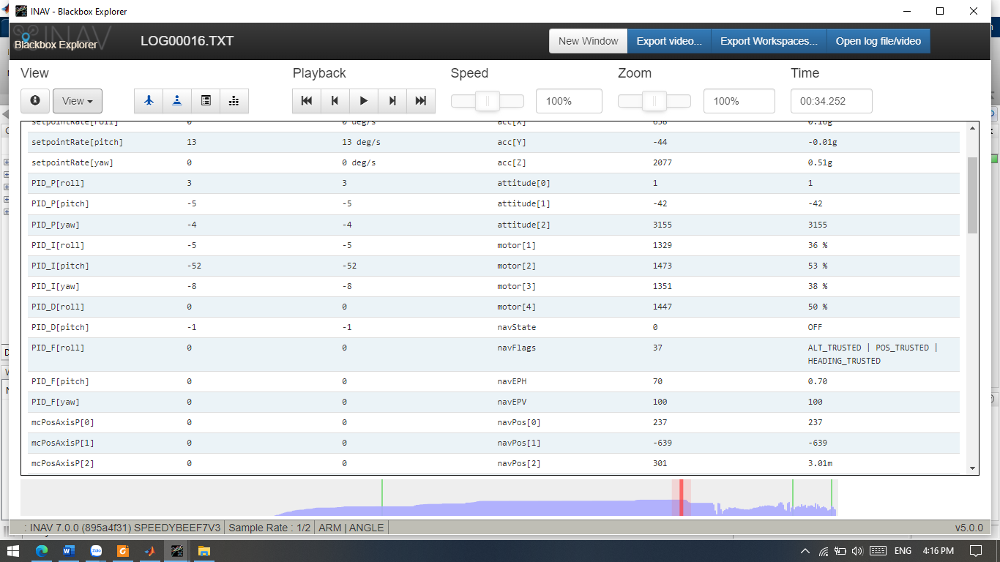 INAV - Blackbox Explorer
INAV
Blackbox Explorer
LOG00016.TXT
New Window
Export video...
Export Workspaces...
Open log file/video
View Playback Speed Zoom Time
View 100% 100% 00:34.252
setpointRate[roll] 0 0 deg/s acc[X] 658 0.16g
setpointRate[pitch] 13 13 deg/s acc[Y] -44 -0.01g
setpointRate[yaw] 0 0 deg/s acc[Z] 2077 0.51g
PID_P[roll] 3 3 attitude[0] 1 1
PID_P[pitch] -5 -5 attitude[1] -42 -42
PID_P[yaw] -4 -4 attitude[2] 3155 3155
PID_I[roll] -5 -5 motor[1] 1329 36 %
PID_I[pitch] -52 -52 motor[2] 1473 53 %
PID_I[yaw] -8 -8 motor[3] 1351 38 %
PID_D[roll] 0 0 motor[4] 1447 50 %
PID_D[pitch] -1 -1 navState 0 OFF
PID_F[roll] 0 0 navFlags 37 ALT_TRUSTED | POS_TRUSTED |
HEADING_TRUSTED
PID_F[pitch] 0 0 navEPH 70 0.70
PID_F[yaw] 0 0 navEPV 100 100
mcPosAxisP[0] 0 0 navPos[0] 237 237
mcPosAxisP[1] 0 0 navPos[1] -639 -639
mcPosAxisP[2] 0 0 navPos[2] 301 3.01m
: INAV 7.0.0 (895a4f31) SPEEDYBEEF7V3 Sample Rate : 1/2 ARM | ANGLE v5.0.0
Zalo
ENG 4:16 PM